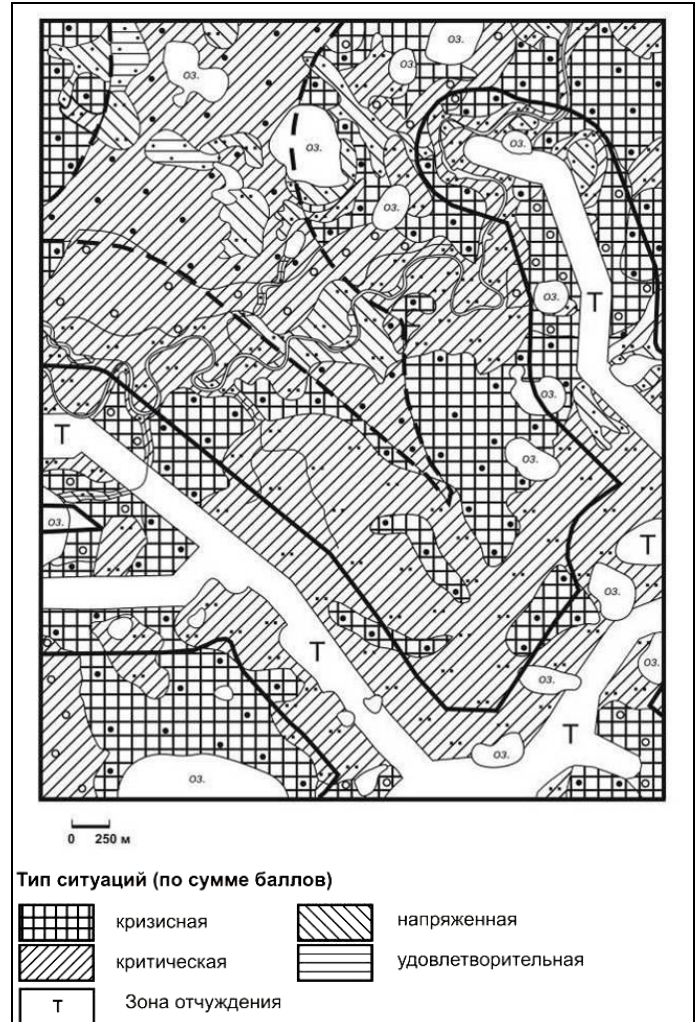 оз.
оз.
оз.
оз.
оз.
оз.
оз.
Т
оз.
оз.
Т
оз.
оз.
Т
Т
оз.
оз.
Т
оз.
оз.
0 250 м
Тип ситуаций (по сумме баллов)
кризисная
напряженная
критическая
удовлетворительная
Т
Зона отчуждения